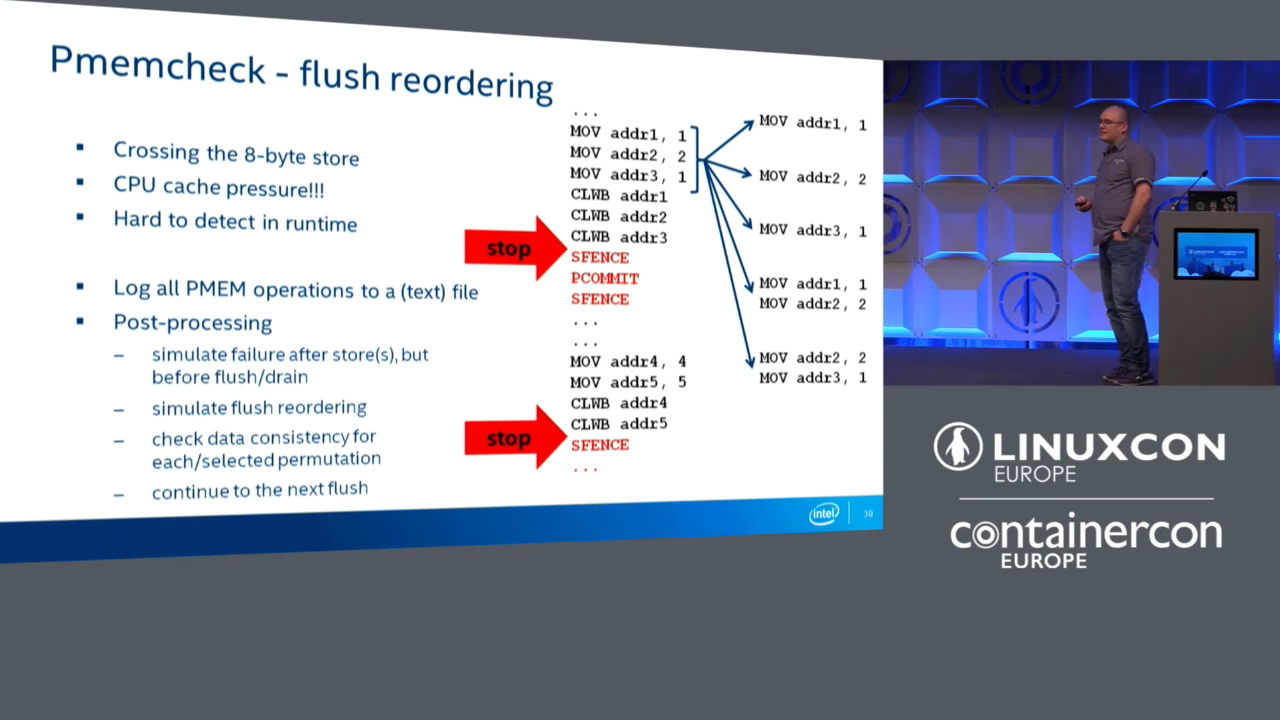 Pmemcheck - flush reordering
Crossing the 8-byte store
CPU cache pressure!!!
Hard to detect in runtime
Log all PMEM operations to a (text) file
Post-processing
– simulate failure after store(s), but
before flush/drain
– simulate flush reordering
– check data consistency for
each/selected permutation
– continue to the next flush
...
MOV addr1, 1
MOV addr2, 2
MOV addr3, 1
CLWB addr1
CLWB addr2
CLWB addr3
SFENCE
PCOMMIT
SFENCE
...
...
MOV addr4, 4
MOV addr5, 5
CLWB addr4
CLWB addr5
SFENCE
...
stop
stop
MOV addr1, 1
MOV addr2, 2
MOV addr3, 1
MOV addr1, 1
MOV addr2, 2
MOV addr2, 2
MOV addr3, 1
intel
39
LINUXCON
EUROPE
containercon
EUROPE